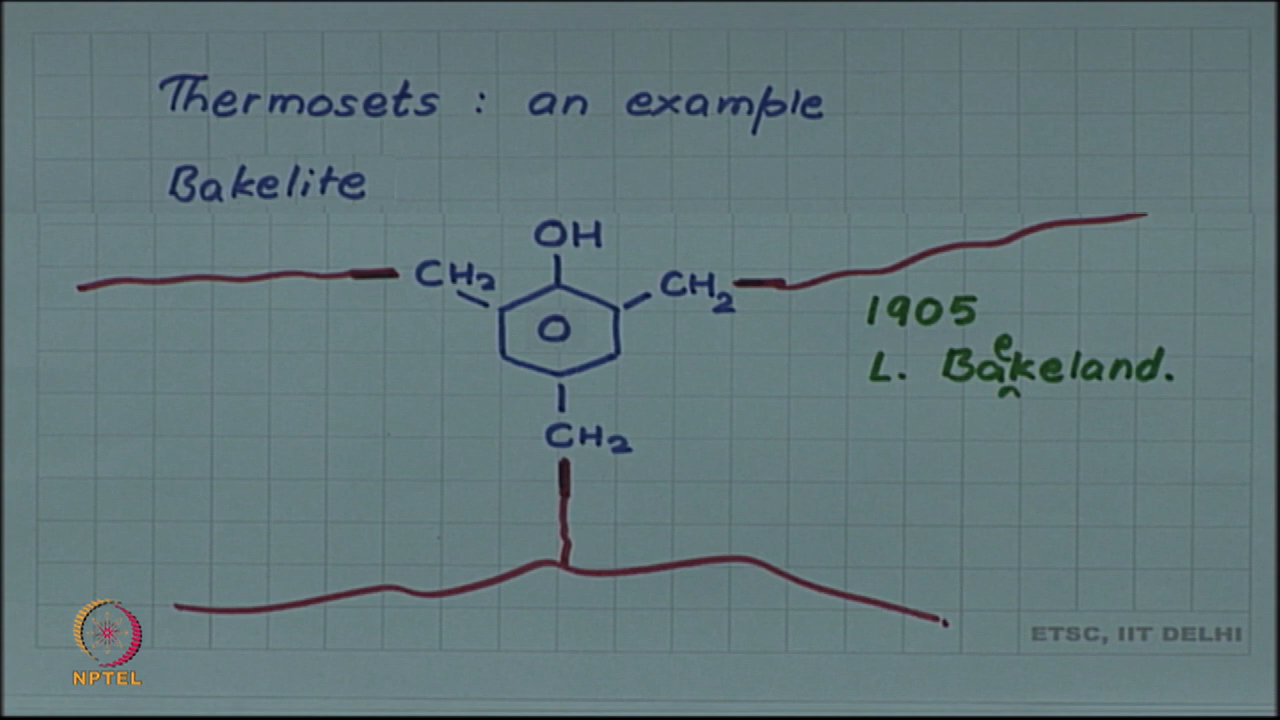 Thermosets : an example
Bakelite
OH
CH2
CH2
O
1905
L. Baekeland.
CH2
ETSC, IIT DELHI
NPTEL